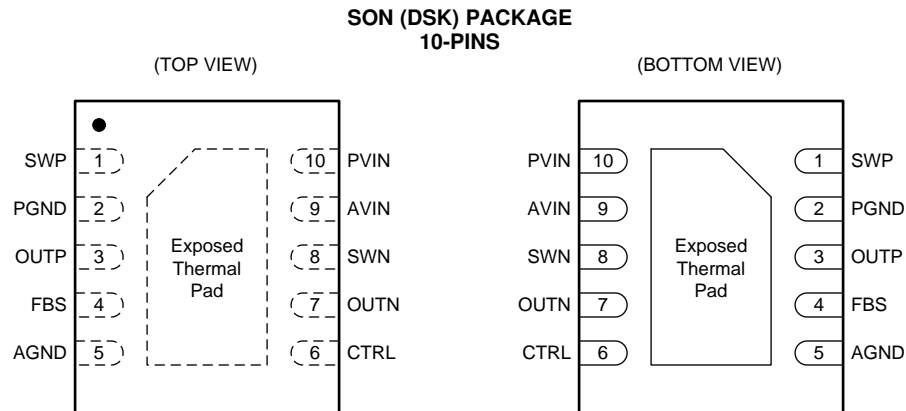 SON (DSK) PACKAGE
10-PINS
(TOP VIEW)
SWP 1 10 PVIN
PGND 2 9 AVIN
OUTP 3 8 SWN
FBS 4 7 OUTN
AGND 5 6 CTRL
Exposed
Thermal
Pad
(BOTTOM VIEW)
PVIN 10 1 SWP
AVIN 9 2 PGND
SWN 8 3 OUTP
OUTN 7 4 FBS
CTRL 6 5 AGND
Exposed
Thermal
Pad